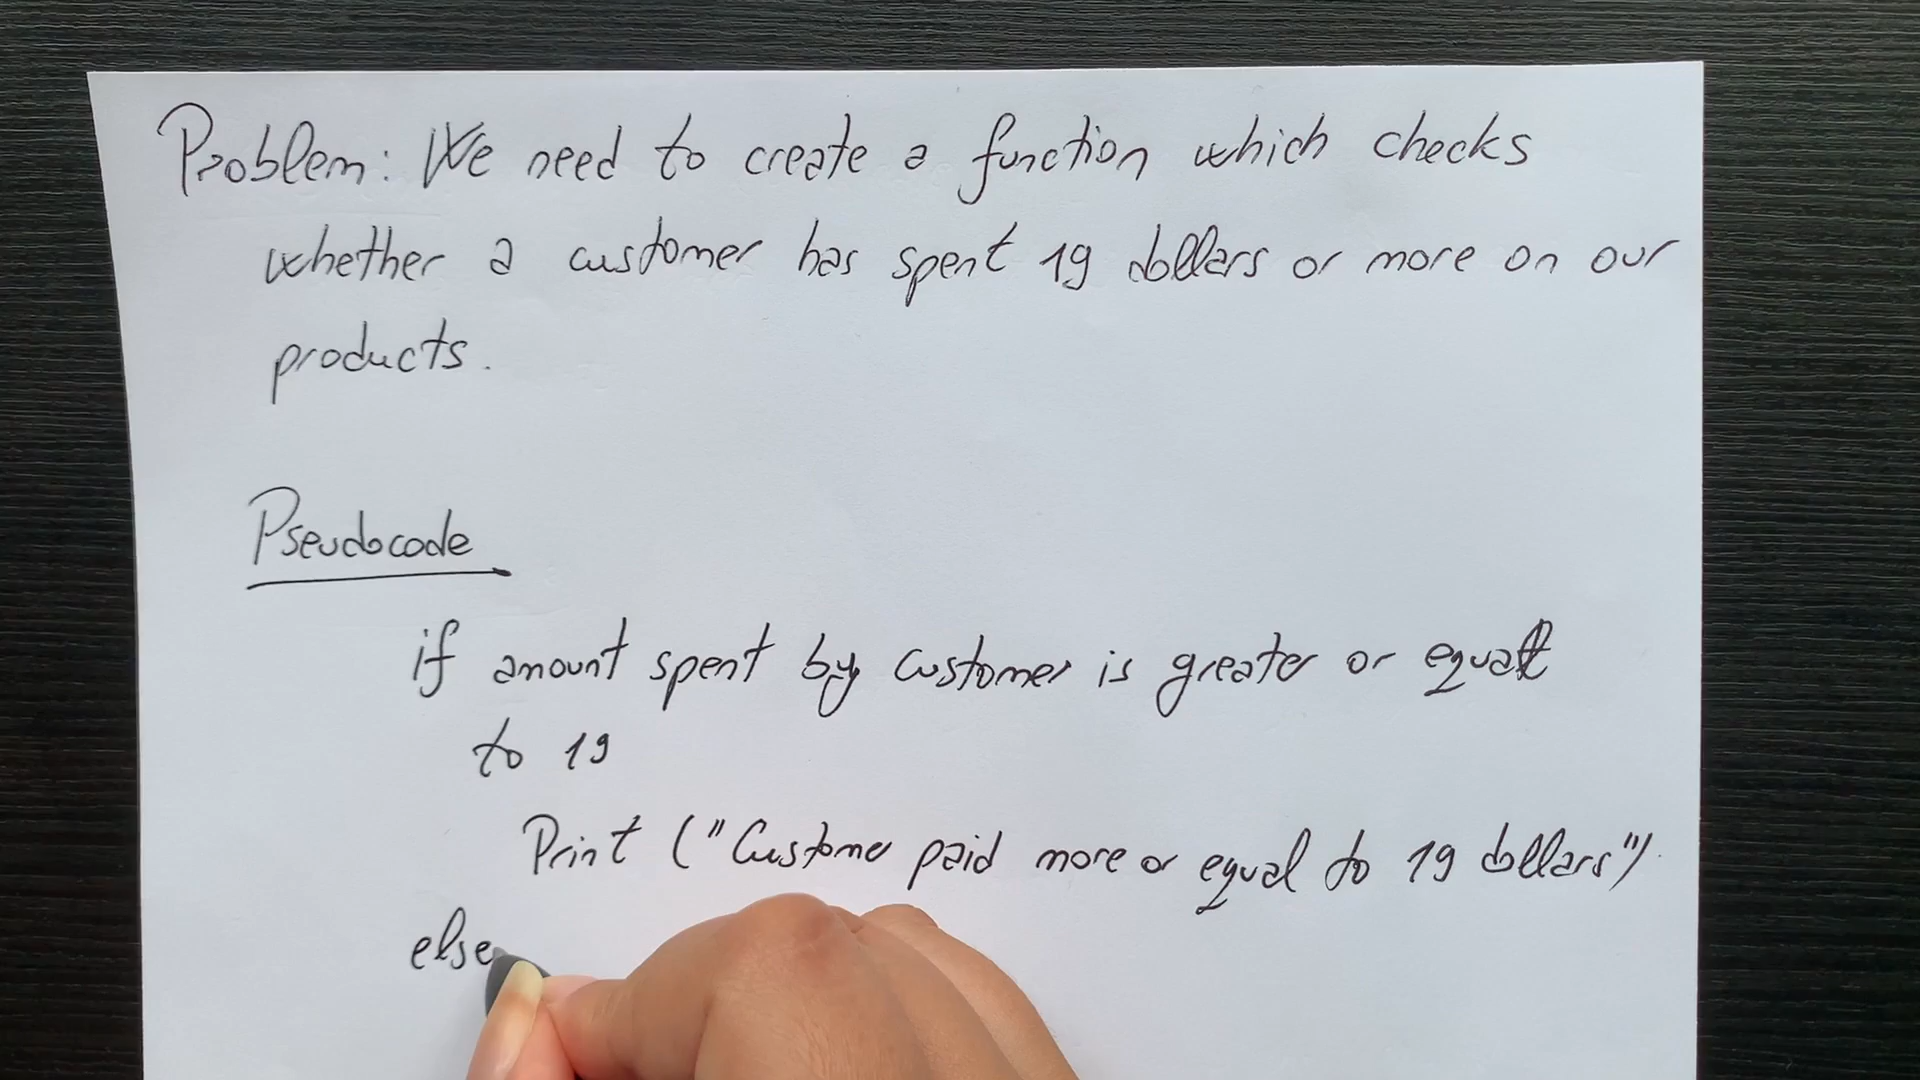 Problem: We need to create a function which checks
whether a customer has spent 19 dollars or more on our
products.
Pseudocode
if amount spent by customer is greater or equal
to 19
Print ("Customer paid more or equal to 19 dollars")
else